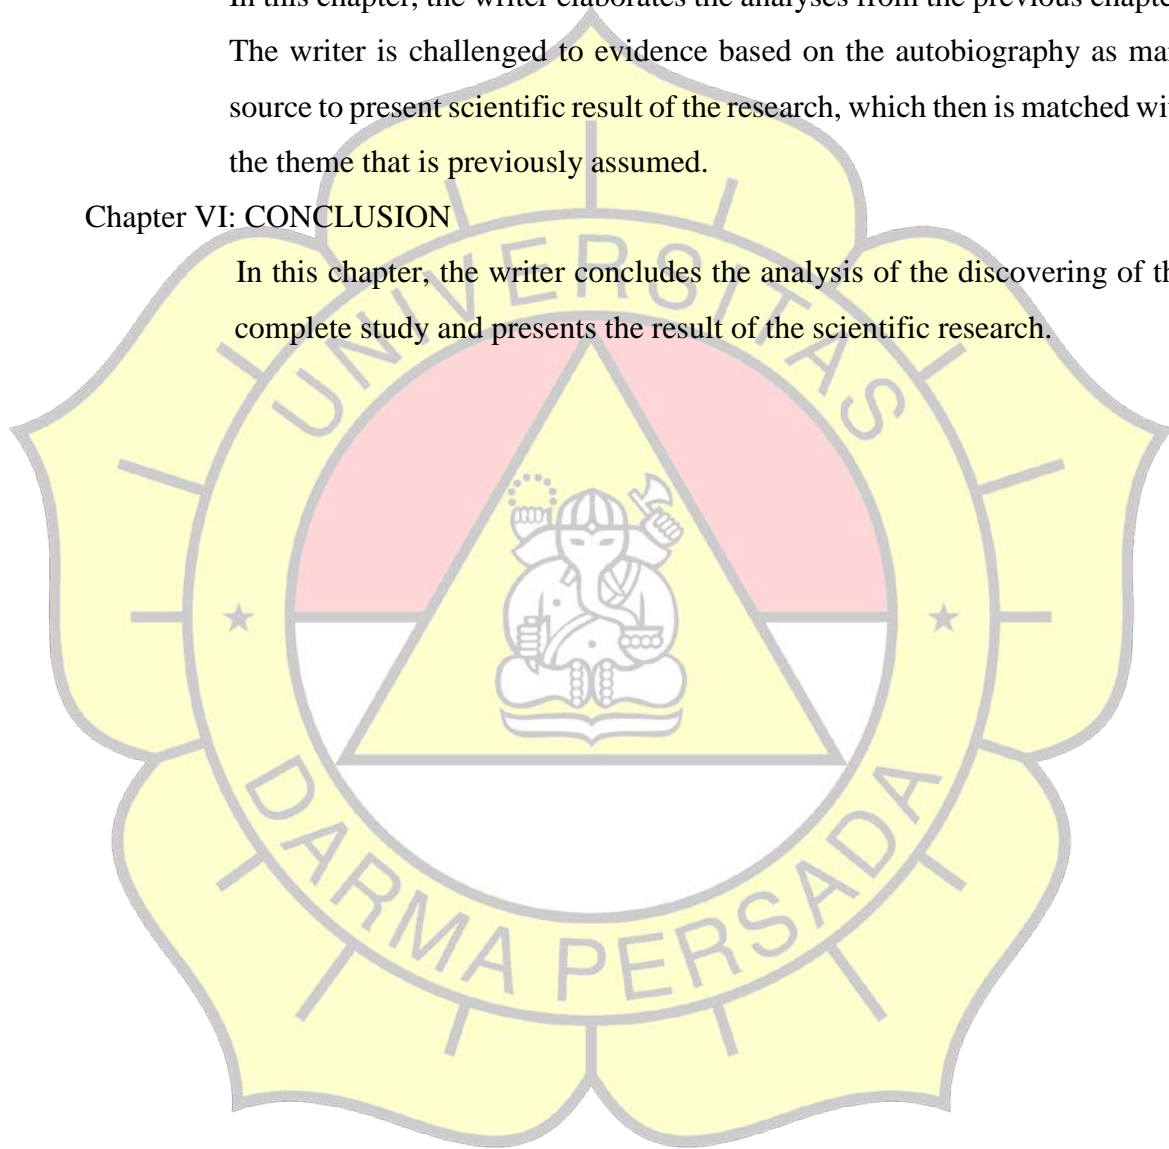 In this chapter, the writer elaborates the analyses from the previous chapte
The writer is challenged to evidence based on the autobiography as mai
source to present scientific result of the research, which then is matched wi
the theme that is previously assumed.
Chapter VI: CONCLUSION
In this chapter, the writer concludes the analysis of the discovering of th
complete study and presents the result of the scientific research.
UNIVERSITAS
DARMA PERSADA